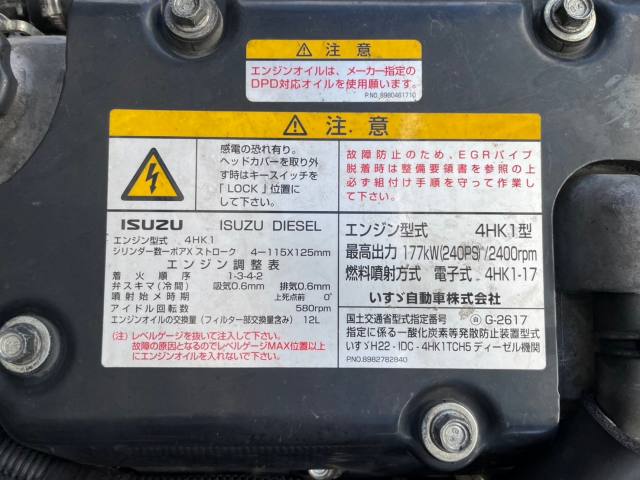 ⚠ 注意
エンジンオイルは、メーカー指定の
DPD対応オイルを使用願います。
P.NO.8980461710
⚠ 注意
感電の恐れ有り。
ヘッドカバーを取り外
ず時はキースイッチを
「LOCK」位置に
して下さい。
故障防止のため、EGRパイプ
脱着時は整備要領書を参照の上
必ず組付け手順を守って作業し
て下さい。
ISUZU ISUZU DIESEL
エンジン型式 4HK1
シリンダー数ーボアX ストローク 4-115X125mm
エンジン調整表
着火順序 1-3-4-2
弁スキマ(冷間) 吸気0.6mm 排気0.6mm
噴射始メ時期 上死点前 0°
アイドル回転数 580rpm
エンジンオイルの交換量(フィルター部交換量含み) 12L
(注)レベルゲージを抜いて注入して下さい。
故障の原因となるのでレベルゲージMAX位置以上
にエンジンオイルを入れないで下さい。
エンジン型式 4HK1型
最高出力 177kW(240PS)/2400rpm
燃料噴射方式 電子式 4HK1-17
いすゞ自動車株式会社
国土交通省型式指定番号 ⓐ G-2617
指定に係る一酸化炭素等発散防止装置型式
いすゞH22-IDC-4HK1TCH5 ディーゼル機関
P.NO.8982782840